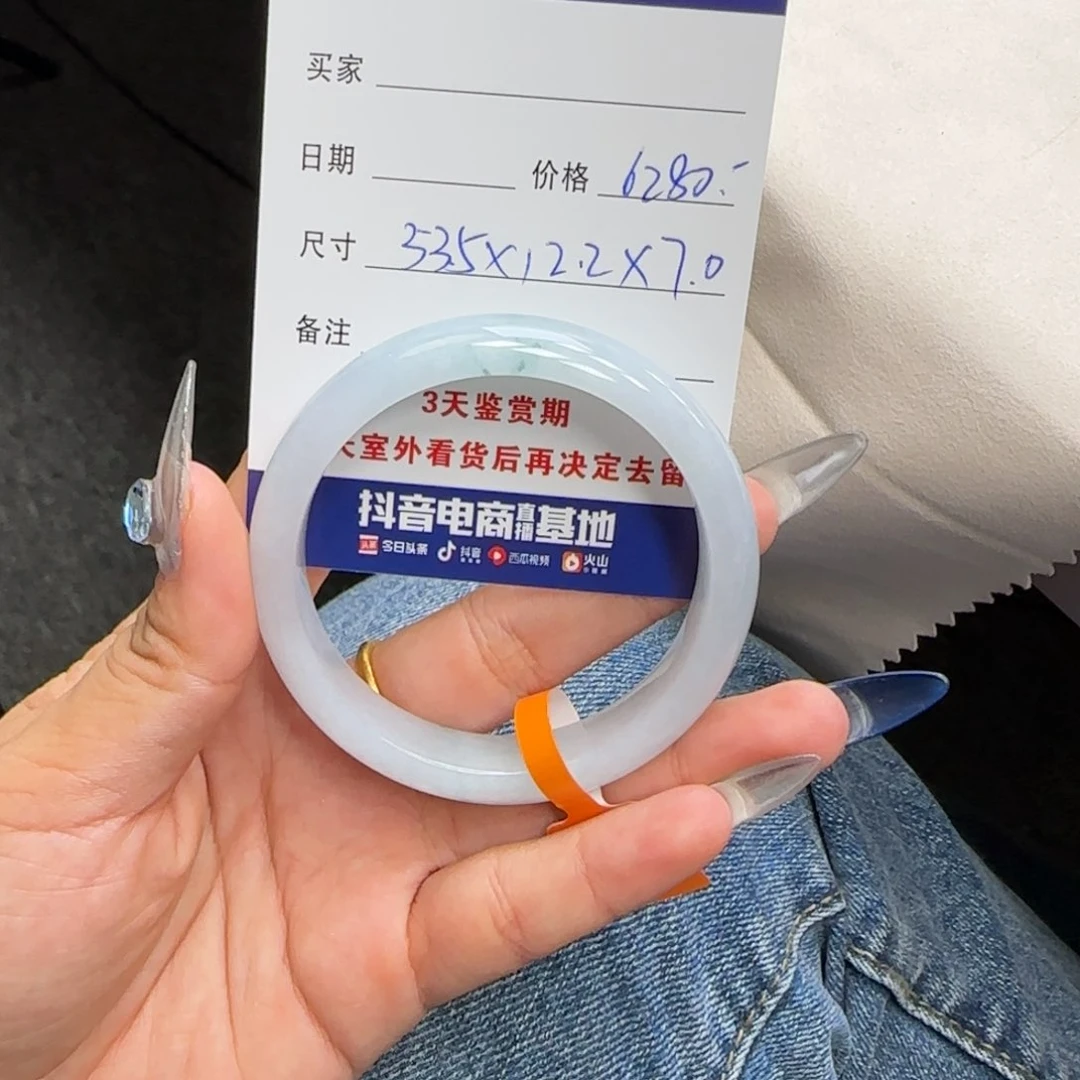 买家
日期 价格 6280.-
尺寸 53.5X12.2X7.0
备注
3天鉴赏期
室外看货后再决定去留
抖音电商直播基地
头条 今日头条 抖音 西瓜视频 火山